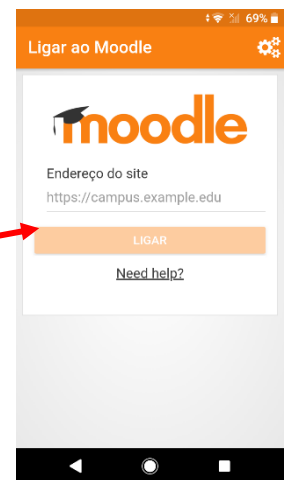 69%
Ligar ao Moodle
moodle
Endereço do site
https://campus.example.edu
LIGAR
Need help?